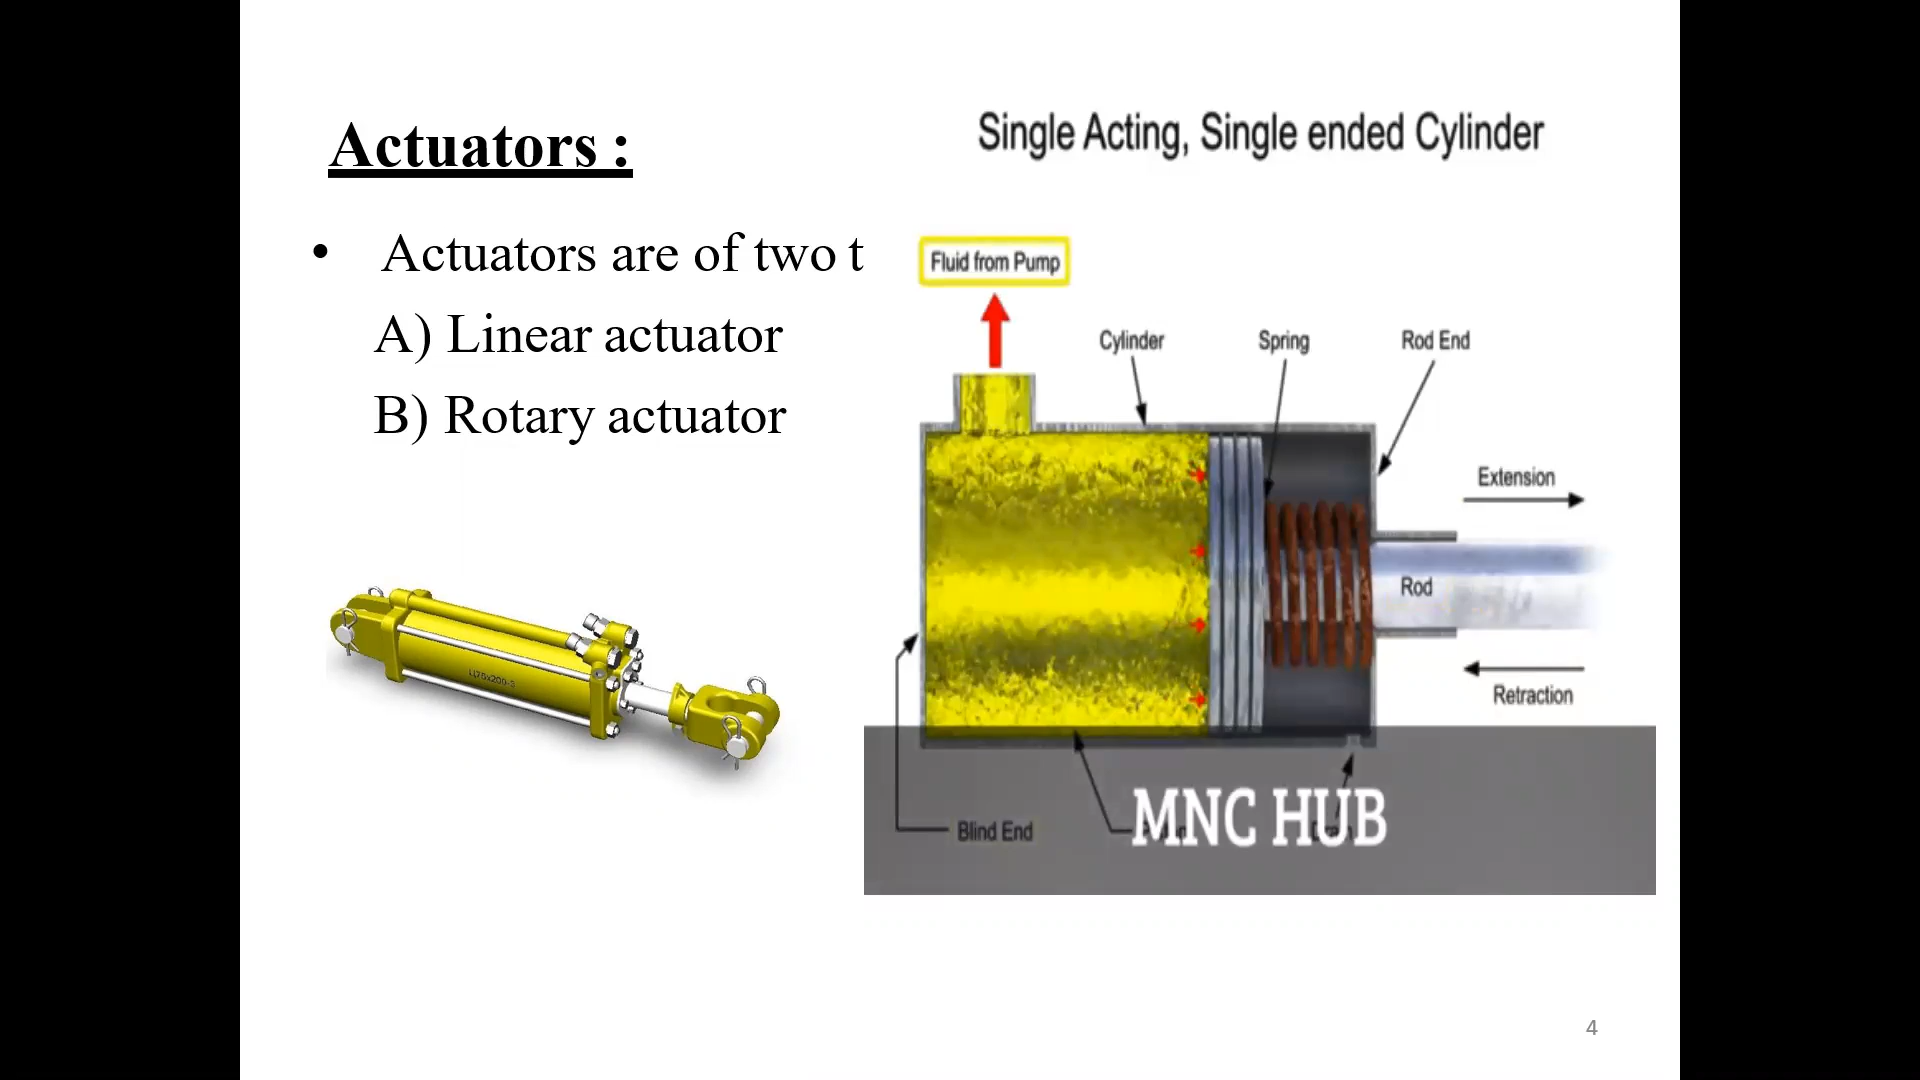 Actuators :
• Actuators are of two t
A) Linear actuator
B) Rotary actuator
Single Acting, Single ended Cylinder
Fluid from Pump
Cylinder
Spring
Rod End
Extension
Rod
Retraction
Blind End
MNC HUB
4